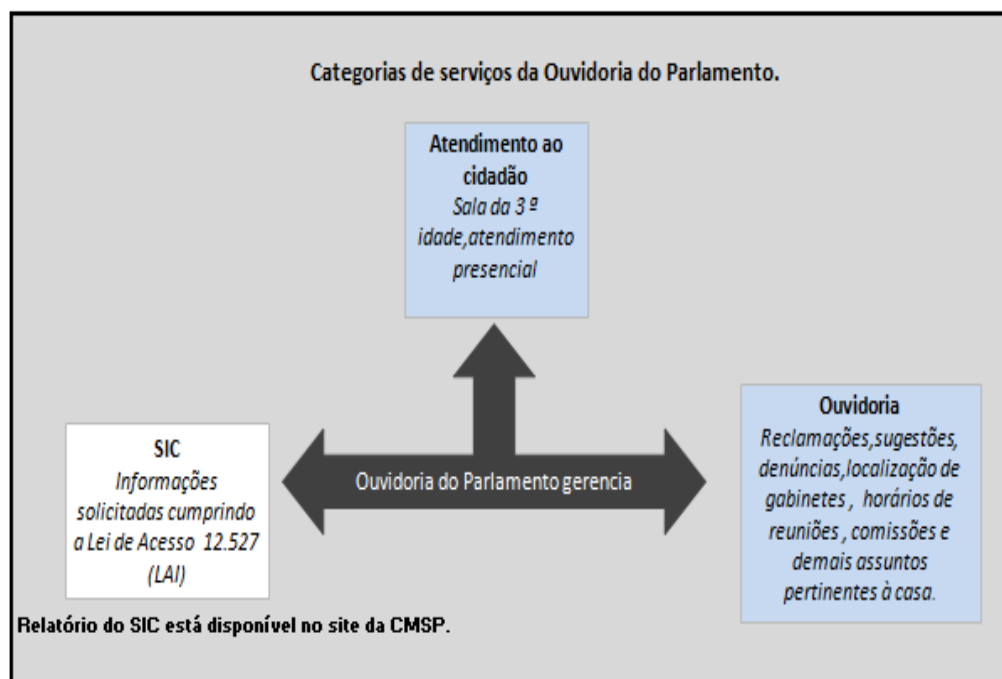 Categorias de serviços da Ouvidoria do Parlamento.
Atendimento ao
cidadão
Sala da 3 ª
idade,atendimento
presencial
Ouvidoria do Parlamento gerencia
SIC
Informações
solicitadas cumprindo
a Lei de Acesso 12.527
(LAI)
Ouvidoria
Reclamações,sugestões,
denúncias,localização de
gabinetes , horários de
reuniões , comissões e
demais assuntos
pertinentes à casa.
Relatório do SIC está disponível no site da CMSP.